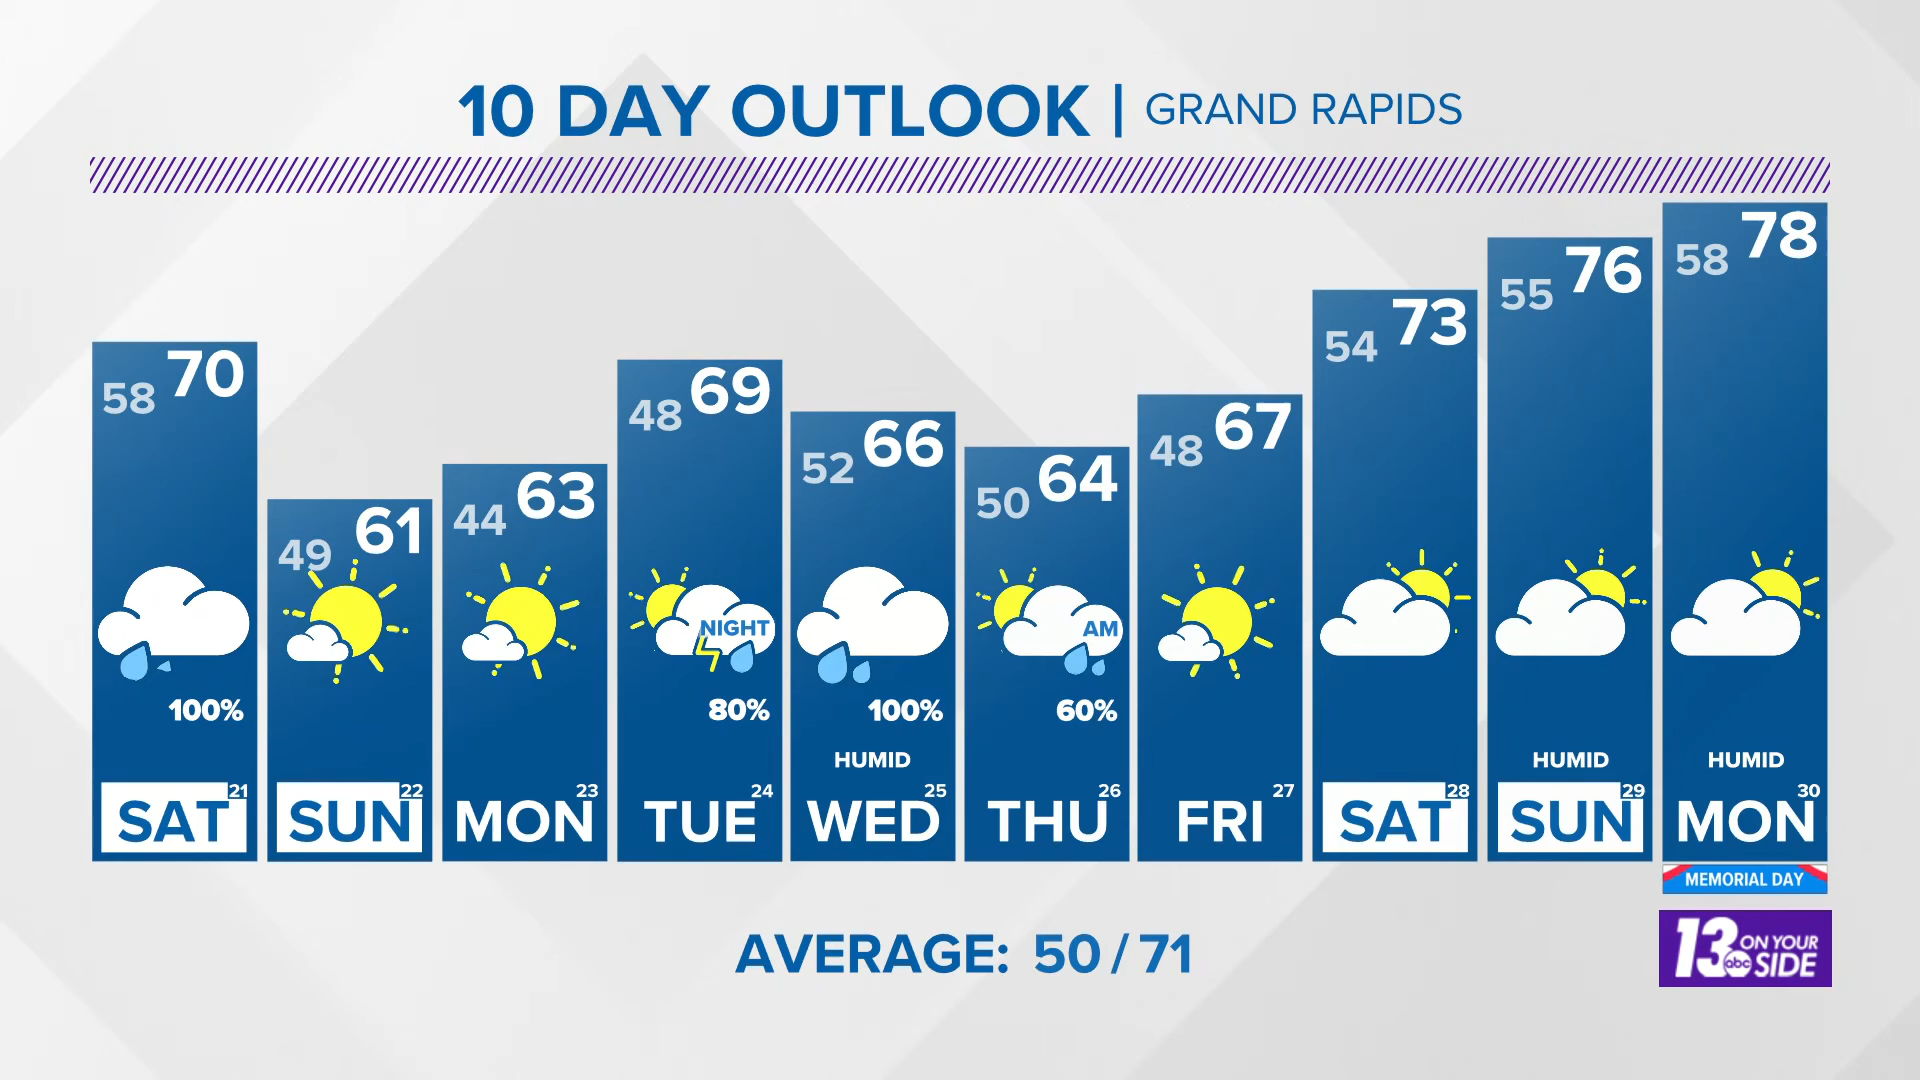 10 DAY OUTLOOK | GRAND RAPIDS
58 70
100%
SAT 21
49 61
SUN 22
44 63
MON 23
48 69
NIGHT
80%
TUE 24
52 66
100%
HUMID
WED 25
50 64
AM
60%
THU 26
48 67
FRI 27
54 73
SAT 28
55 76
HUMID
SUN 29
58 78
HUMID
MON 30
MEMORIAL DAY
AVERAGE: 50 / 71
13 ON YOUR
abc SIDE